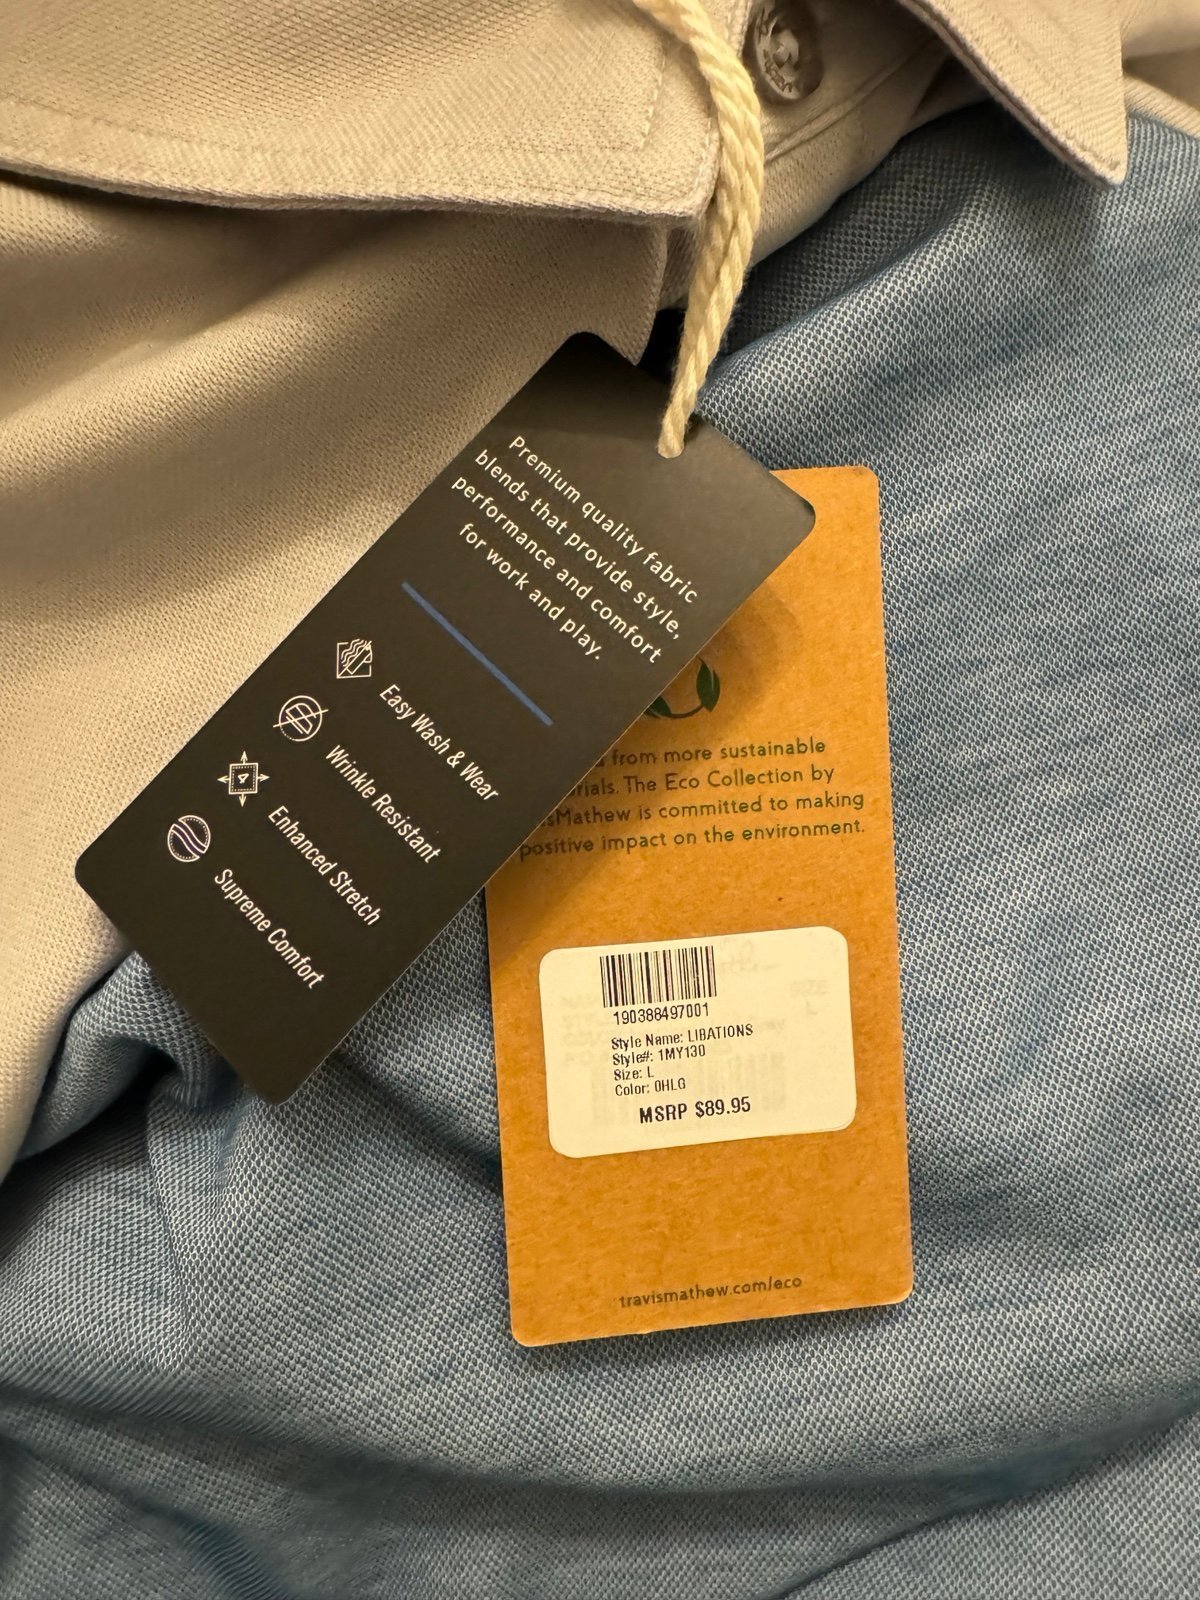 Premium quality fabric
blends that provide style,
performance and comfort
for work and play.
Easy Wash & Wear
Wrinkle Resistant
4
Enhanced Stretch
Supreme Comfort
from more sustainable
The Eco Collection by
is committed to making
positive impact on the environment.
190388497001
Style Name: LIBATIONS
Style#: 1MY130
Size: L
Color: 0HLG
MSRP $89.95
travismathew.com/eco